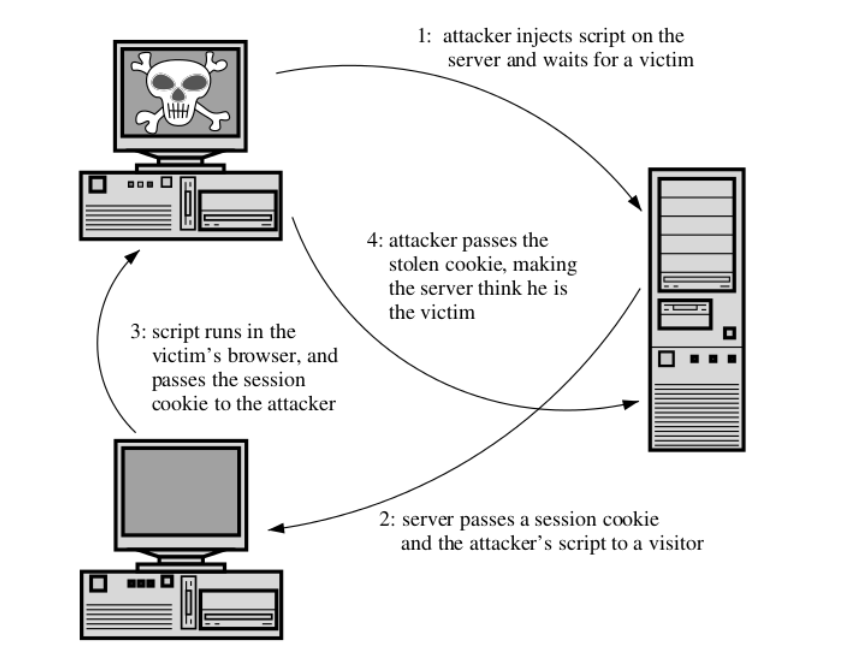 1: attacker injects script on the
server and waits for a victim
4: attacker passes the
stolen cookie, making
the server think he is
the victim
3: script runs in the
victim's browser, and
passes the session
cookie to the attacker
2: server passes a session cookie
and the attacker's script to a visitor